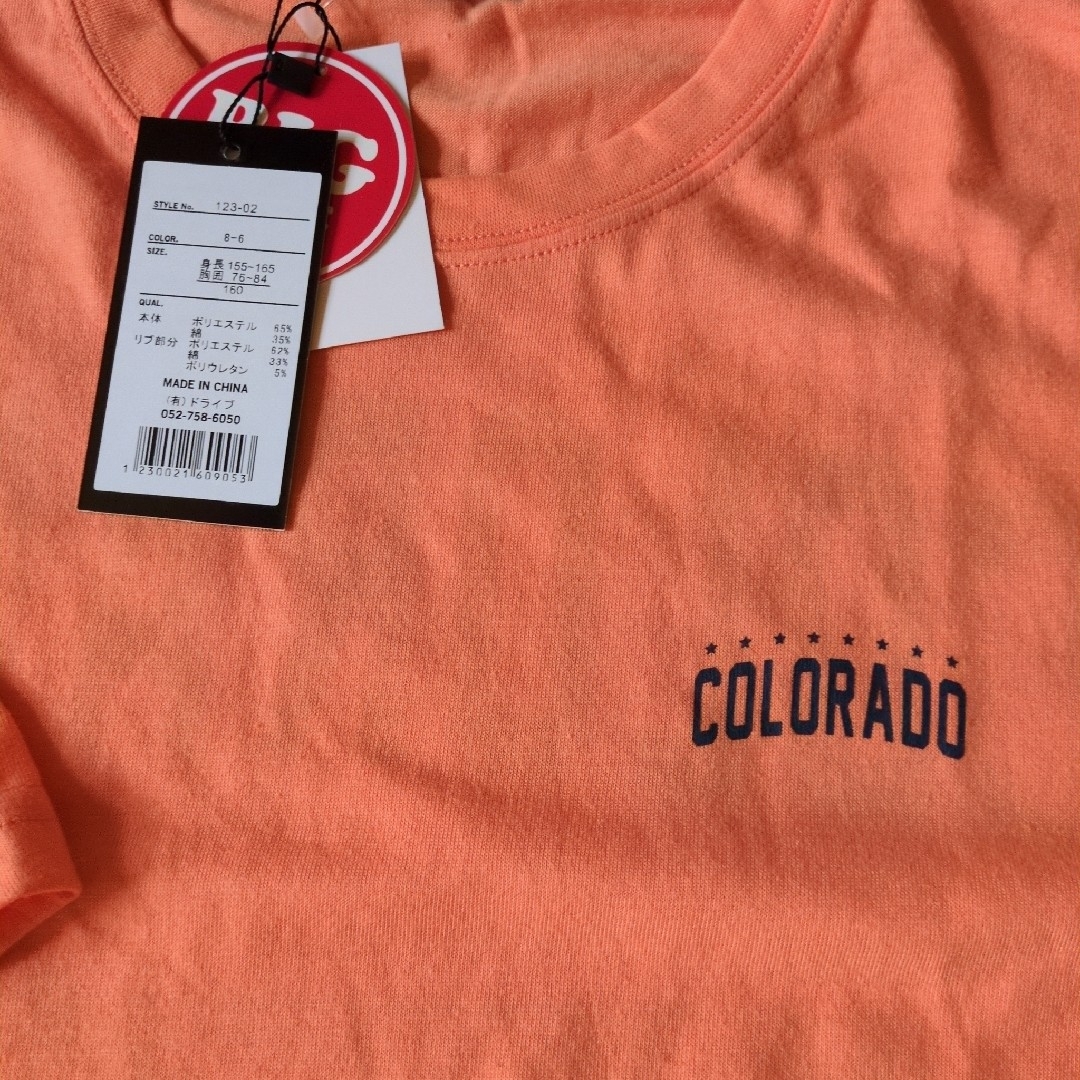 STYLE No. 123-02
COLOR. 8-6
SIZE. 身長 155~165
胸囲 76~84
160
QUAL.
本体 ポリエステル 65%
綿 35%
リブ部分 ポリエステル 62%
綿 33%
ポリウレタン 5%
MADE IN CHINA
(有)ドライブ
052-758-6050
1 230021 609053
COLORADO